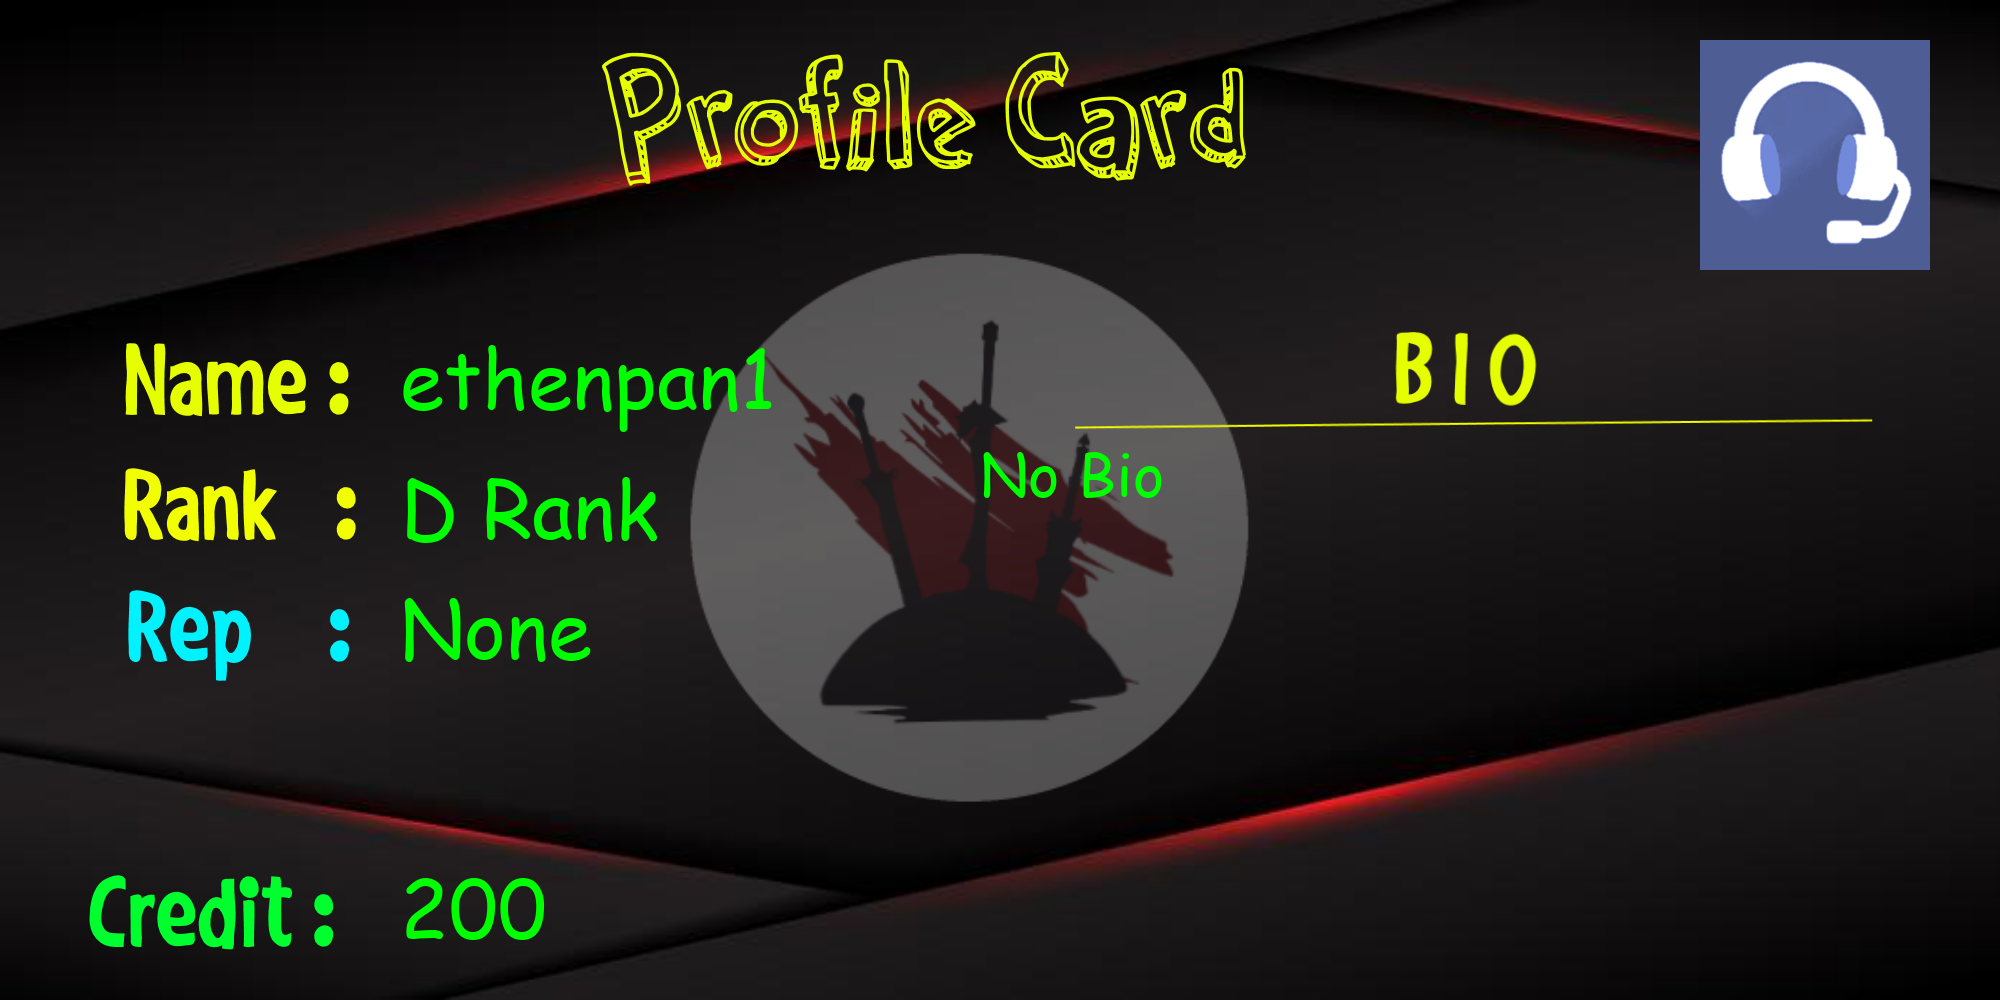 Profile Card
Name : ethenpan1
Rank : D Rank
Rep : None
Credit : 200
BIO
No Bio